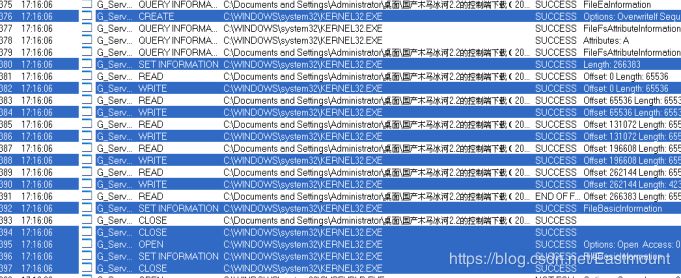 375 17:16:06 G_Serv... QUERY INFORMA... C:\Documents and Settings\Administrator\桌面\国产木马冰河2.2的控制端下载 ( 20... SUCCESS FileEaInformation
376 17:16:06 G_Serv... CREATE C:\WINDOWS\system32\KERNEL32.EXE SUCCESS Options: OverwriteIf Sequ
377 17:16:06 G_Serv... QUERY INFORMA... C:\WINDOWS\system32\KERNEL32.EXE SUCCESS FileFsAttributeInformation
378 17:16:06 G_Serv... QUERY INFORMA... C:\WINDOWS\system32\KERNEL32.EXE SUCCESS Attributes: A
379 17:16:06 G_Serv... QUERY INFORMA... C:\Documents and Settings\Administrator\桌面\国产木马冰河2.2的控制端下载 ( 20... SUCCESS FileFsAttributeInformation
380 17:16:06 G_Serv... SET INFORMATION C:\WINDOWS\system32\KERNEL32.EXE SUCCESS Length: 266383
381 17:16:06 G_Serv... READ C:\Documents and Settings\Administrator\桌面\国产木马冰河2.2的控制端下载 ( 20... SUCCESS Offset: 0 Length: 65536
382 17:16:06 G_Serv... WRITE C:\WINDOWS\system32\KERNEL32.EXE SUCCESS Offset: 0 Length: 65536
383 17:16:06 G_Serv... READ C:\Documents and Settings\Administrator\桌面\国产木马冰河2.2的控制端下载 ( 20... SUCCESS Offset: 65536 Length: 655
384 17:16:06 G_Serv... WRITE C:\WINDOWS\system32\KERNEL32.EXE SUCCESS Offset: 65536 Length: 655
385 17:16:06 G_Serv... READ C:\Documents and Settings\Administrator\桌面\国产木马冰河2.2的控制端下载 ( 20... SUCCESS Offset: 131072 Length: 65
386 17:16:06 G_Serv... WRITE C:\WINDOWS\system32\KERNEL32.EXE SUCCESS Offset: 131072 Length: 65
387 17:16:06 G_Serv... READ C:\Documents and Settings\Administrator\桌面\国产木马冰河2.2的控制端下载 ( 20... SUCCESS Offset: 196608 Length: 65
388 17:16:06 G_Serv... WRITE C:\WINDOWS\system32\KERNEL32.EXE SUCCESS Offset: 196608 Length: 65
389 17:16:06 G_Serv... READ C:\Documents and Settings\Administrator\桌面\国产木马冰河2.2的控制端下载 ( 20... SUCCESS Offset: 262144 Length: 65
390 17:16:06 G_Serv... WRITE C:\WINDOWS\system32\KERNEL32.EXE SUCCESS Offset: 262144 Length: 423
391 17:16:06 G_Serv... READ C:\Documents and Settings\Administrator\桌面\国产木马冰河2.2的控制端下载 ( 20... END OF F... Offset: 266383 Length: 65
392 17:16:06 G_Serv... SET INFORMATION C:\WINDOWS\system32\KERNEL32.EXE SUCCESS FileBasicInformation
393 17:16:06 G_Serv... CLOSE C:\Documents and Settings\Administrator\桌面\国产木马冰河2.2的控制端下载 ( 20... SUCCESS
394 17:16:06 G_Serv... CLOSE C:\WINDOWS\system32\KERNEL32.EXE SUCCESS
395 17:16:06 G_Serv... OPEN C:\WINDOWS\system32\KERNEL32.EXE SUCCESS Options: Open Access: 0
396 17:16:06 G_Serv... SET INFORMATION C:\WINDOWS\system32\KERNEL32.EXE SUCCESS FileBasicInformation
397 17:16:06 G_Serv... CLOSE C:\WINDOWS\system32\KERNEL32.EXE SUCCESS
https://blog.csdn.net/Eastmount